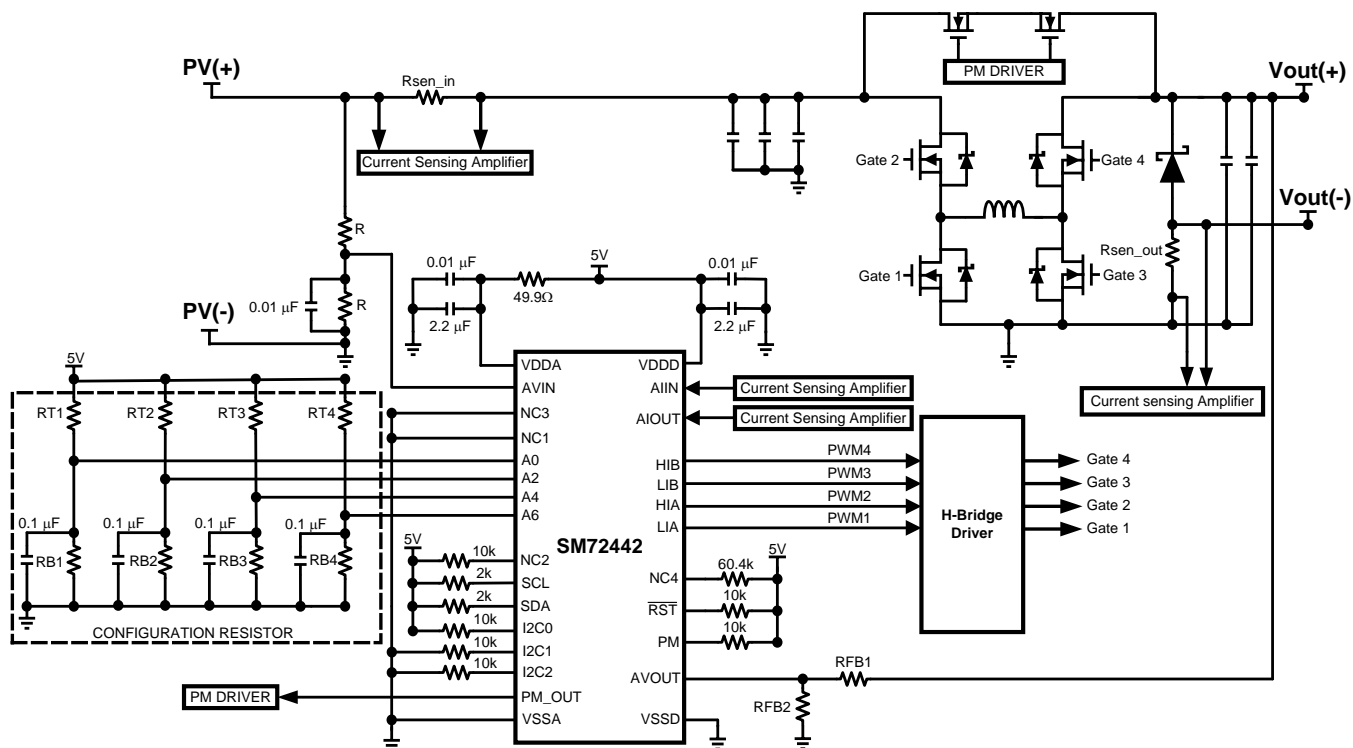 PV(+)
Rsen_in
PM DRIVER
Vout(+)
Current Sensing Amplifier
Gate 2
Gate 4
Vout(-)
R
Rsen_out
Gate 1
Gate 3
0.01 μF
5V
0.01 μF
49.9Ω
0.01 μF
R
PV(-)
2.2 μF
2.2 μF
5V
VDDA
VDDD
AVIN
AIIN
Current Sensing Amplifier
Current sensing Amplifier
RT1
RT2
RT3
RT4
NC3
AIOUT
Current Sensing Amplifier
NC1
A0
HIB
PWM4
Gate 4
A2
LIB
PWM3
Gate 3
A4
HIA
PWM2
Gate 2
A6
LIA
PWM1
Gate 1
H-Bridge
Driver
0.1 μF
0.1 μF
0.1 μF
0.1 μF
SM72442
5V
5V
RB1
RB2
RB3
RB4
10k
NC2
NC4
60.4k
2k
SCL
2k
SDA
RST
10k
10k
I2C0
CONFIGURATION RESISTOR
10k
I2C1
PM
10k
10k
I2C2
AVOUT
RFB1
PM DRIVER
PM_OUT
RFB2
VSSA
VSSD